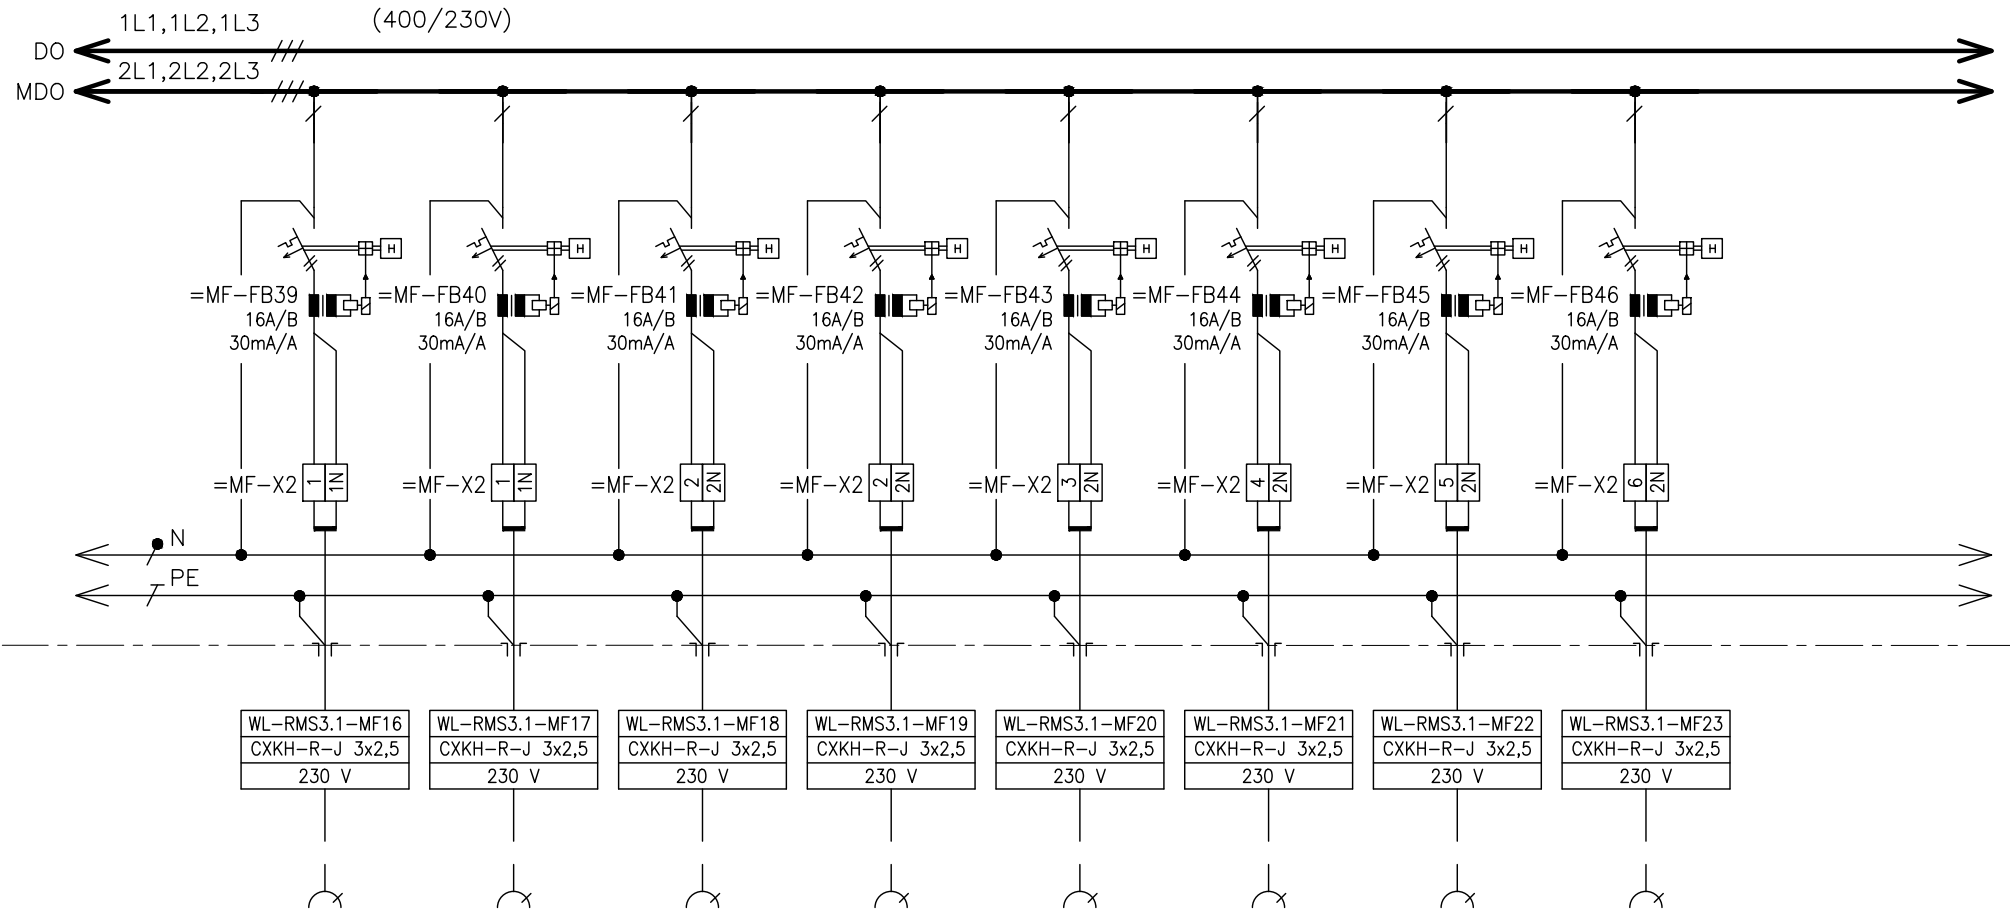 1L1,1L2,1L3 (400/230V)
DO
2L1,2L2,2L3
MDO
H H H H H H H H
=MF-FB39 =MF-FB40 =MF-FB41 =MF-FB42 =MF-FB43 =MF-FB44 =MF-FB45 =MF-FB46
16A/B 16A/B 16A/B 16A/B 16A/B 16A/B 16A/B 16A/B
30mA/A 30mA/A 30mA/A 30mA/A 30mA/A 30mA/A 30mA/A 30mA/A
=MF-X2 1 1N =MF-X2 1 1N =MF-X2 2 2N =MF-X2 2 2N =MF-X2 3 2N =MF-X2 4 2N =MF-X2 5 2N =MF-X2 6 2N
N
PE
WL-RMS3.1-MF16 WL-RMS3.1-MF17 WL-RMS3.1-MF18 WL-RMS3.1-MF19 WL-RMS3.1-MF20 WL-RMS3.1-MF21 WL-RMS3.1-MF22 WL-RMS3.1-MF23
CXKH-R-J 3x2,5 CXKH-R-J 3x2,5 CXKH-R-J 3x2,5 CXKH-R-J 3x2,5 CXKH-R-J 3x2,5 CXKH-R-J 3x2,5 CXKH-R-J 3x2,5 CXKH-R-J 3x2,5
230 V 230 V 230 V 230 V 230 V 230 V 230 V 230 V